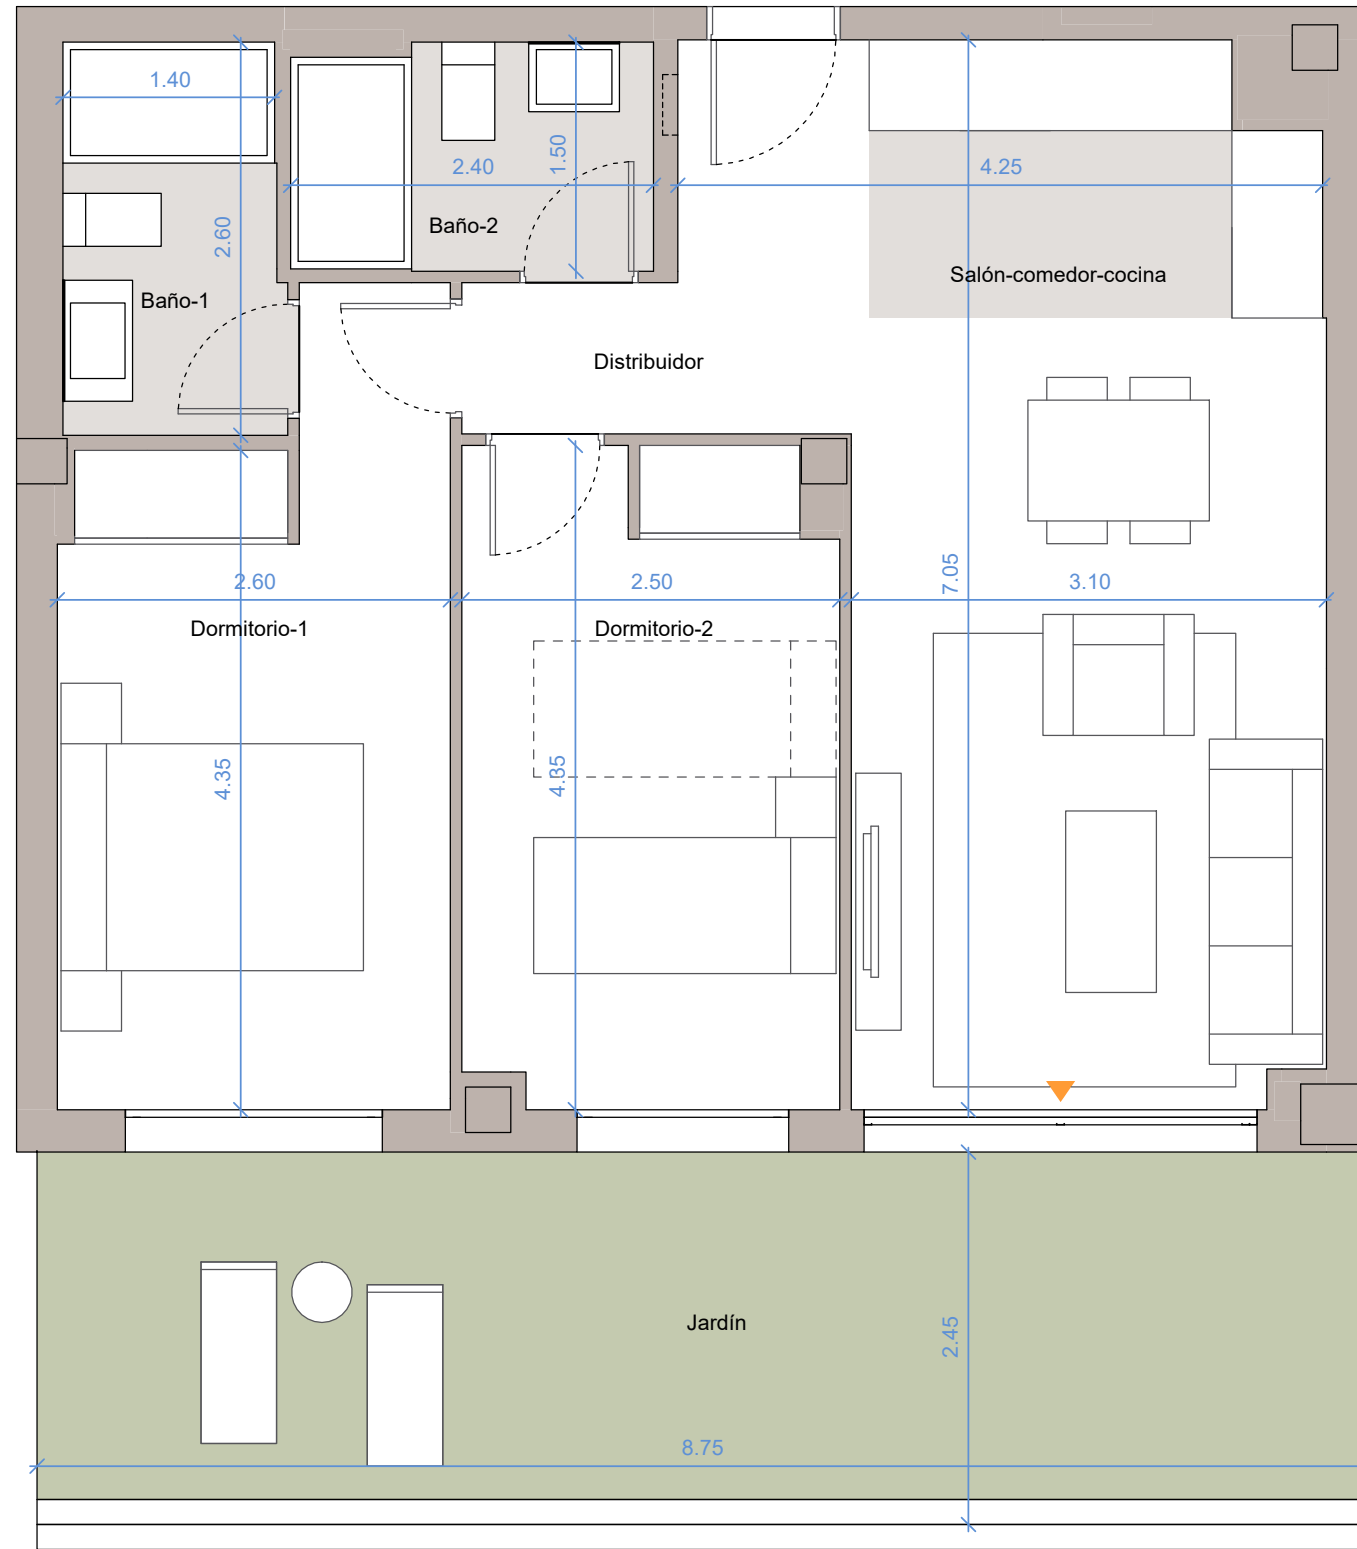 1.40
2.40
1.50
4.25
Baño-2
2.60
Salón-comedor-cocina
Baño-1
Distribuidor
2.60
2.50
7.05
3.10
Dormitorio-1
Dormitorio-2
4.35
4.35
Jardín
2.45
8.75